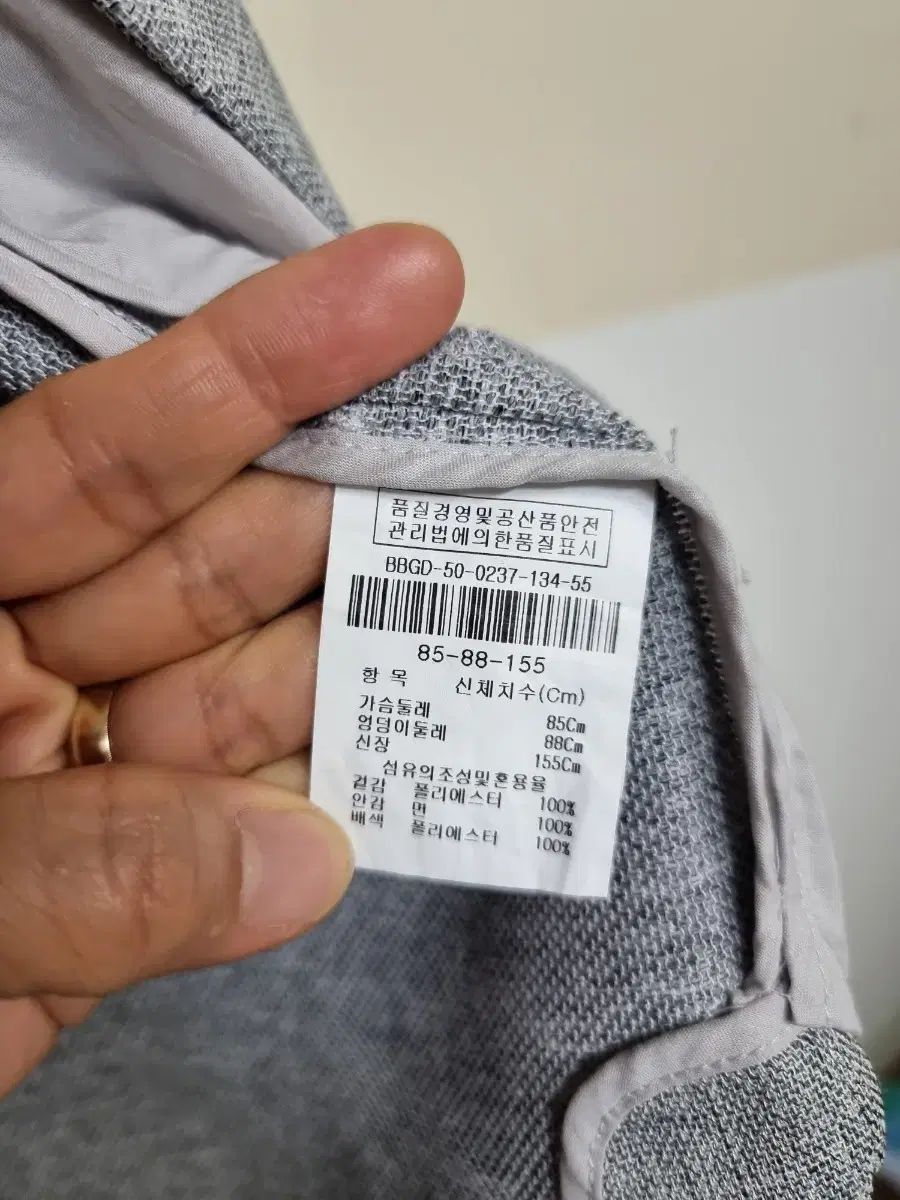 품질경영및공산품안전
관리법에의한품질표시
BBGD-50-0237-134-55
85-88-155
항 목 신체치수(Cm)
가슴둘레 85Cm
엉덩이둘레 88Cm
신장 155Cm
섬유의조성및혼용율
겉감 폴리에스터 100%
안감 면 100%
배색 폴리에스터 100%